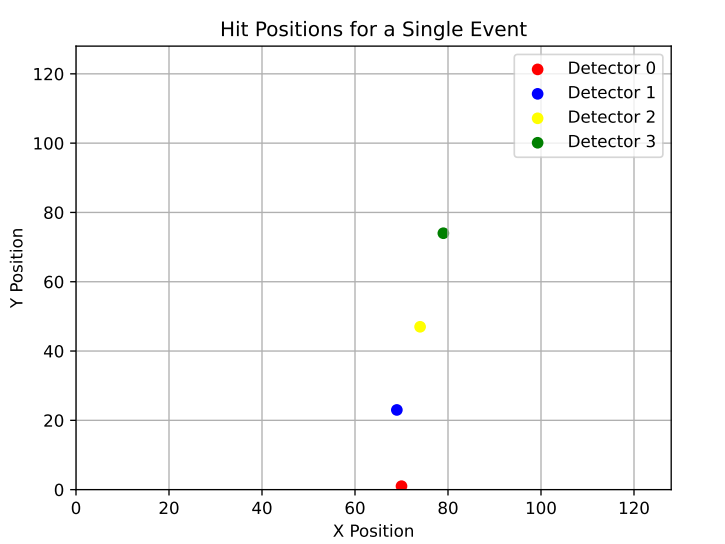 Hit Positions for a Single Event
Detector 0
Detector 1
Detector 2
Detector 3
120
100
80
60
40
20
0
Y Position
0 20 40 60 80 100 120
X Position